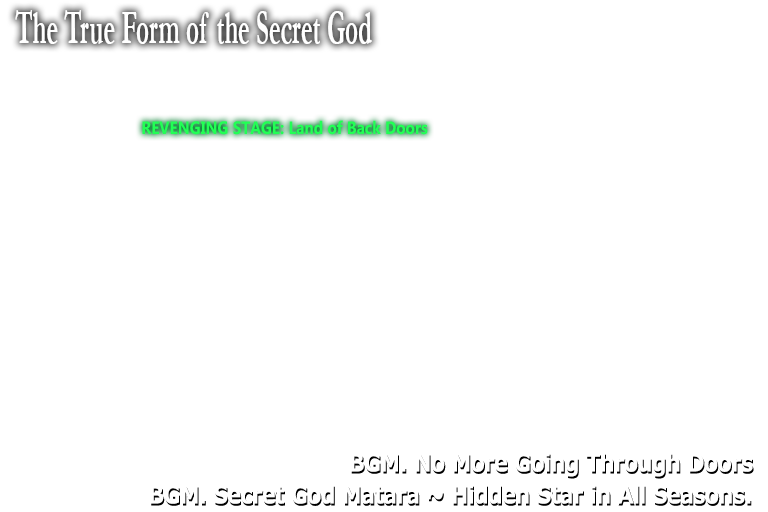 The True Form of the Secret God
REVENGING STAGE: Land of Back Doors
BGM. No More Going Through Doors
BGM. Secret God Matara ~ Hidden Star in All Seasons.